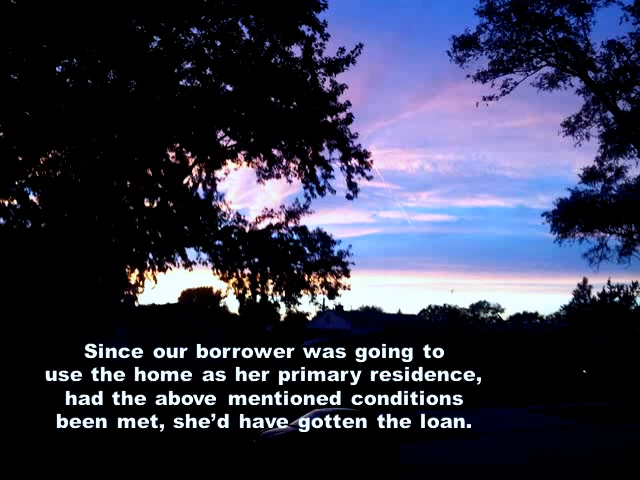 Since our borrower was going to
use the home as her primary residence,
had the above mentioned conditions
been met, she’d have gotten the loan.